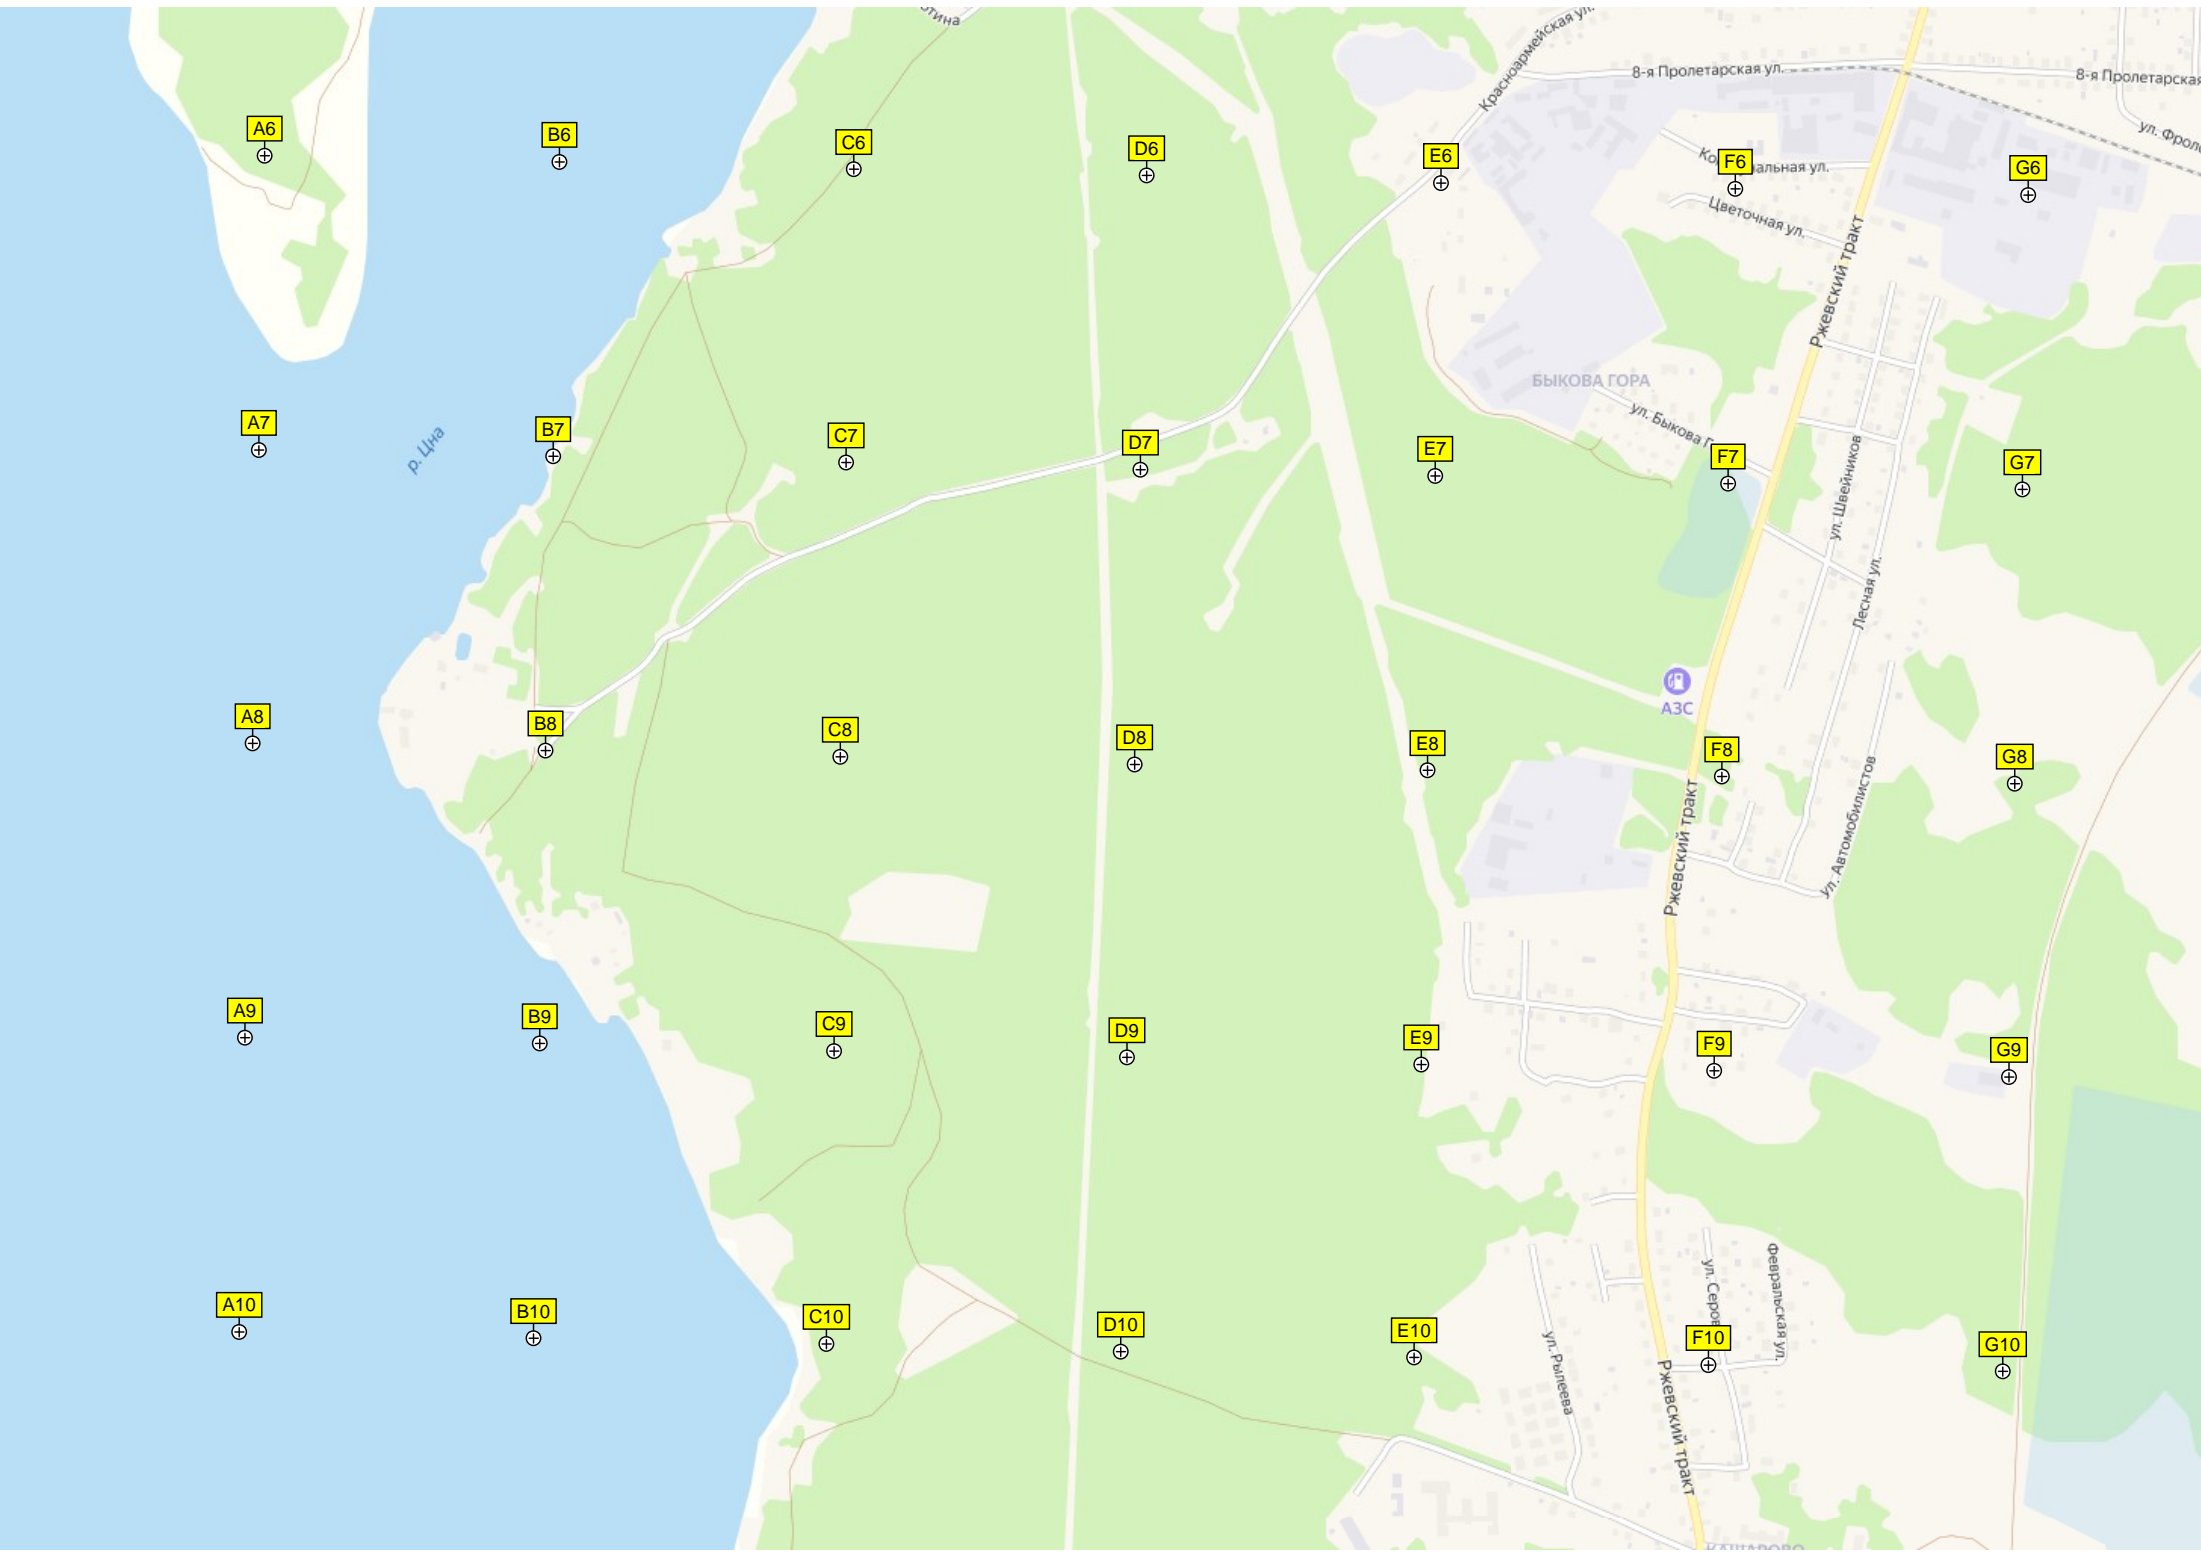 Красноармейская ул.
8-я Пролетарская ул.
8-я Пролетарская
ул. Фроло
A6
B6
C6
D6
E6
F6
G6
альная ул.
Цветочная ул.
Ржевский тракт
БЫКОВА ГОРА
ул. Быкова Г
р. Цна
A7
B7
C7
D7
E7
F7
G7
ул. Швейников
Лесная ул.
АЗС
A8
B8
C8
D8
E8
F8
G8
Ржевский тракт
ул. Автомобилистов
A9
B9
C9
D9
E9
F9
G9
ул. Серов
Февральская ул.
A10
B10
C10
D10
E10
F10
G10
ул. Рылеева
Ржевский тракт
КАШАРОВО